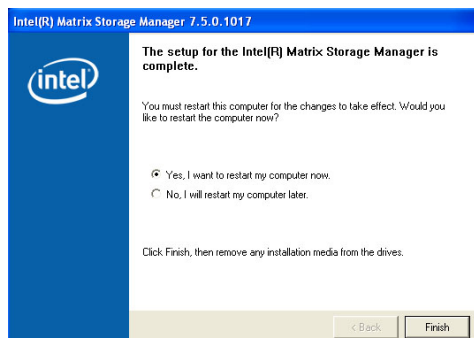 Intel(R) Matrix Storage Manager 7.5.0.1017
intel
The setup for the Intel(R) Matrix Storage Manager is
complete.
You must restart this computer for the changes to take effect. Would you
like to restart the computer now?
Yes, I want to restart my computer now.
No, I will restart my computer later.
Click Finish, then remove any installation media from the drives.
< Back Finish